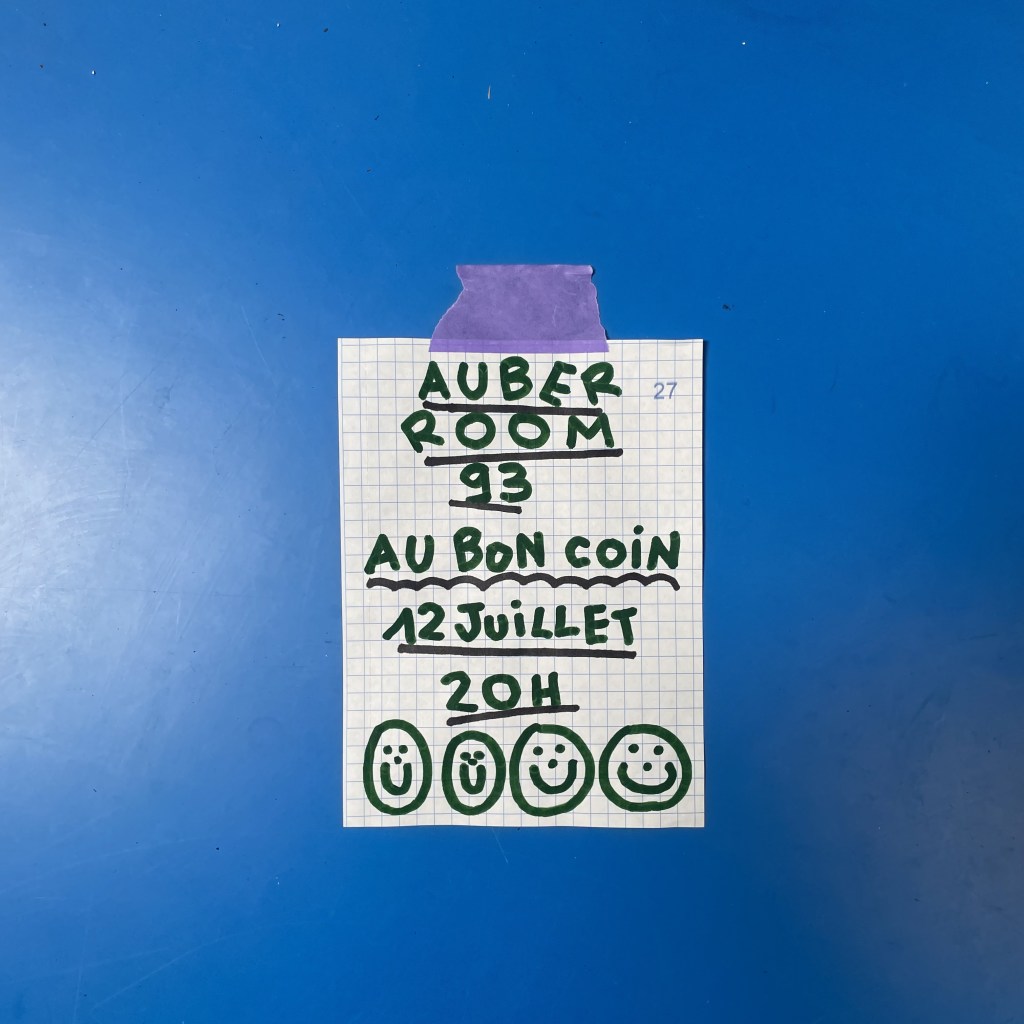 AUBER
27
ROOM
93
AU BON COIN
12 JUILLET
20H